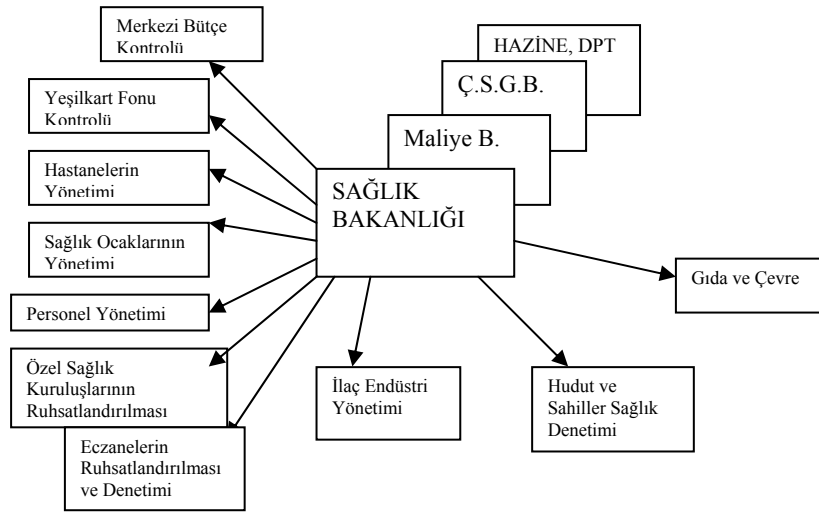 Merkezi Bütçe
Kontrolü
HAZİNE, DPT
Ç.S.G.B.
Yeşilkart Fonu
Kontrolü
Maliye B.
Hastanelerin
Yönetimi
SAĞLIK
BAKANLIĞI
Sağlık Ocaklarının
Yönetimi
Gıda ve Çevre
Personel Yönetimi
Özel Sağlık
Kuruluşlarının
Ruhsatlandırılması
İlaç Endüstri
Yönetimi
Hudut ve
Sahiller Sağlık
Denetimi
Eczanelerin
Ruhsatlandırılması
ve Denetimi